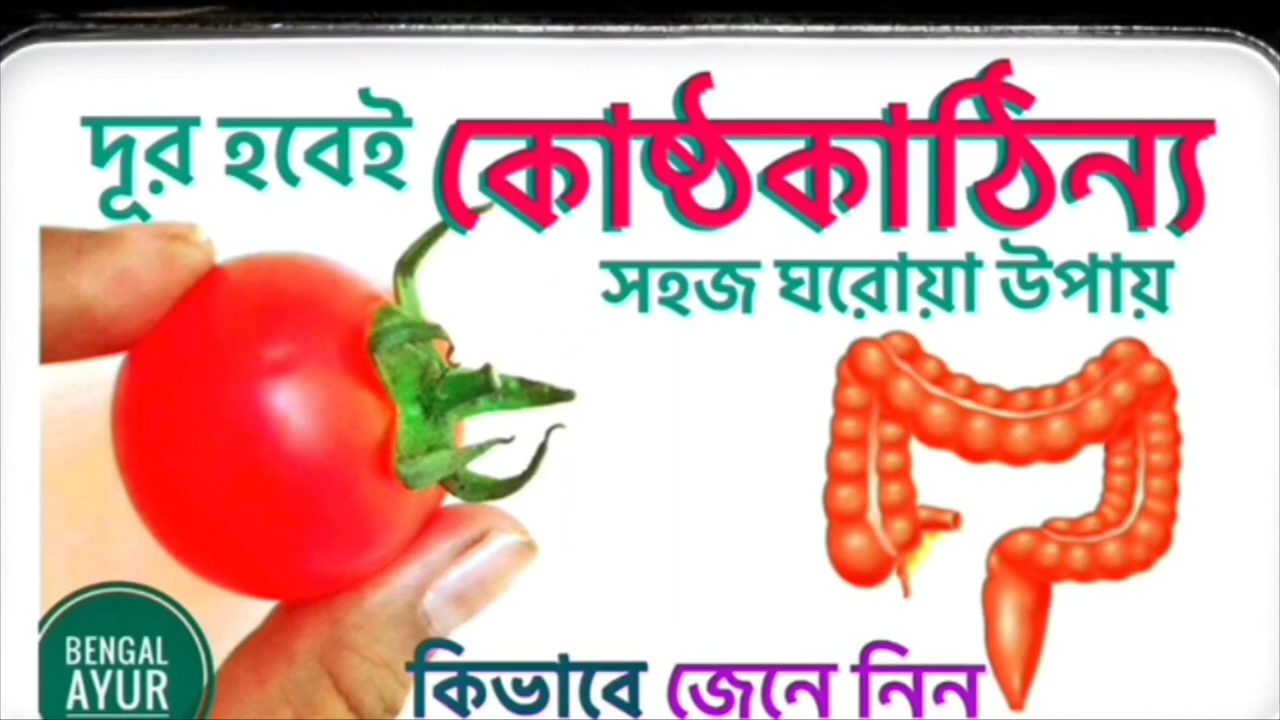 দূর হবেই কোষ্ঠকাঠিন্য
সহজ ঘরোয়া উপায়
BENGAL
AYUR
কিভাবে জেনে নিন